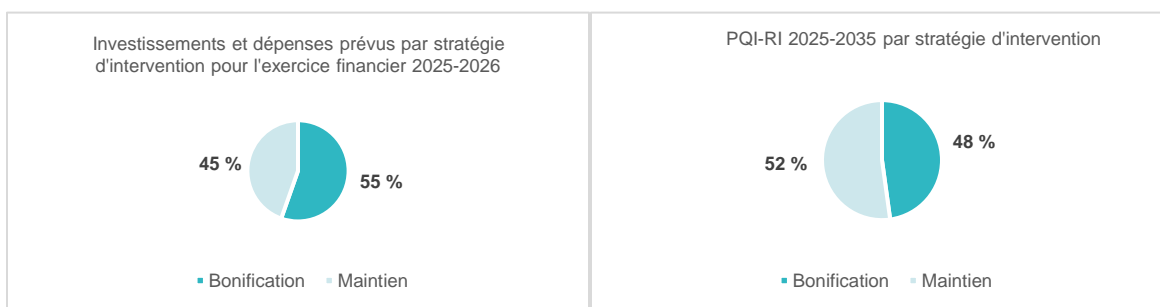 Investissements et dépenses prévus par stratégie
d'intervention pour l'exercice financier 2025-2026
45 %
55 %
Bonification Maintien
PQI-RI 2025-2035 par stratégie d'intervention
48 %
52 %
Bonification Maintien